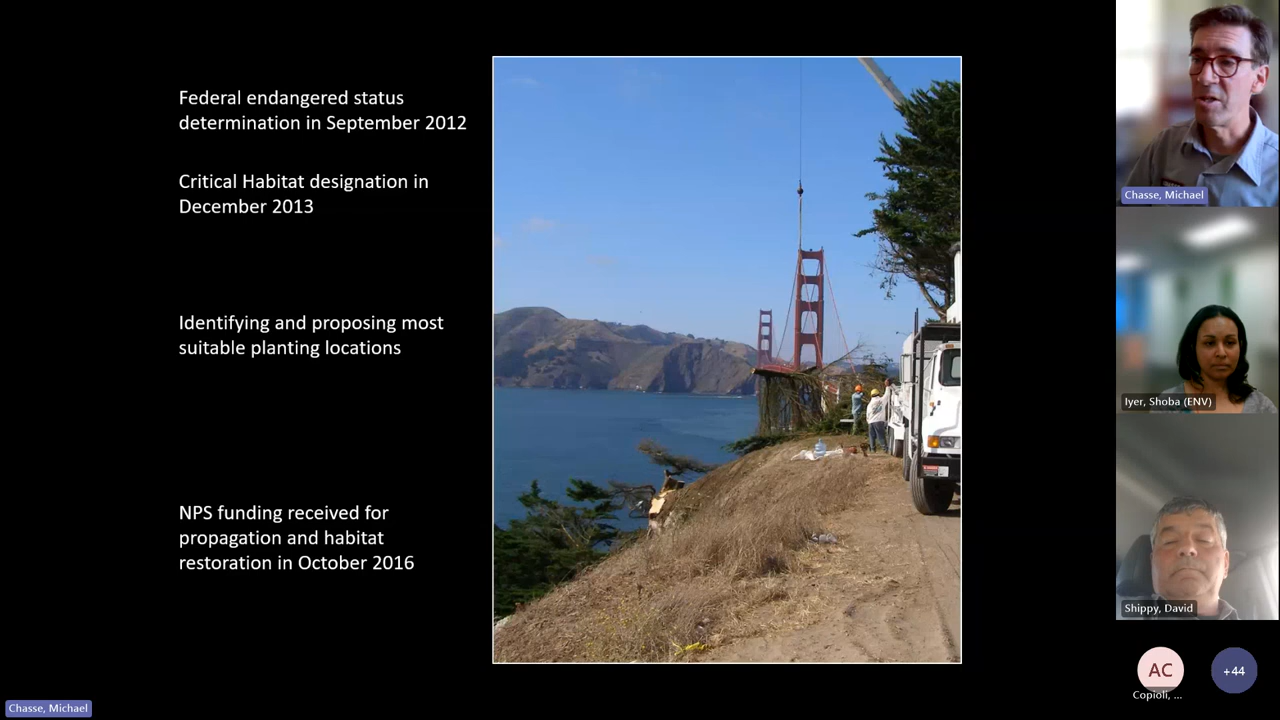 Federal endangered status
determination in September 2012
Critical Habitat designation in
December 2013
Identifying and proposing most
suitable planting locations
NPS funding received for
propagation and habitat
restoration in October 2016
Chasse, Michael
Iyer, Shoba (ENV)
Shippy, David
AC
Copioli, ...
+44
Chasse, Michael